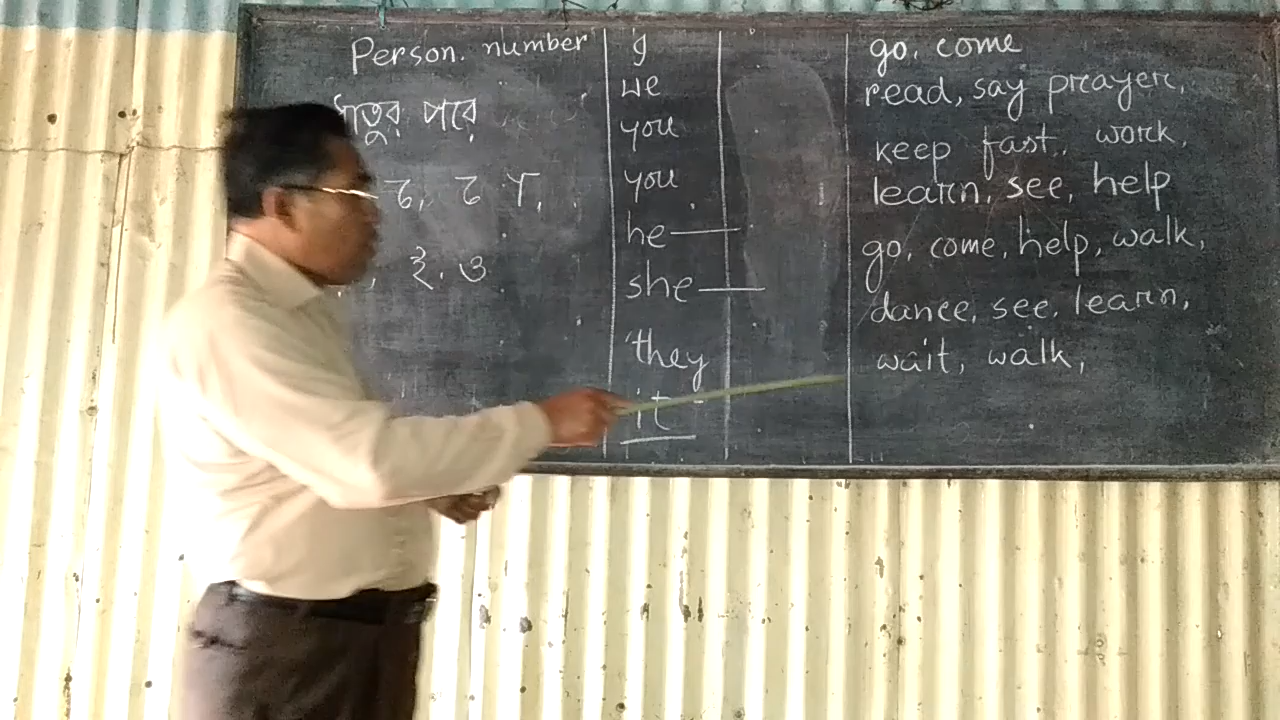 Person. number
ধাতুর পরে
ই, ও
I
we
you
you
he
she
they
it
go, come
read, say prayer,
keep fast, work,
learn, see, help
go, come, help, walk,
dance, see, learn,
wait, walk,